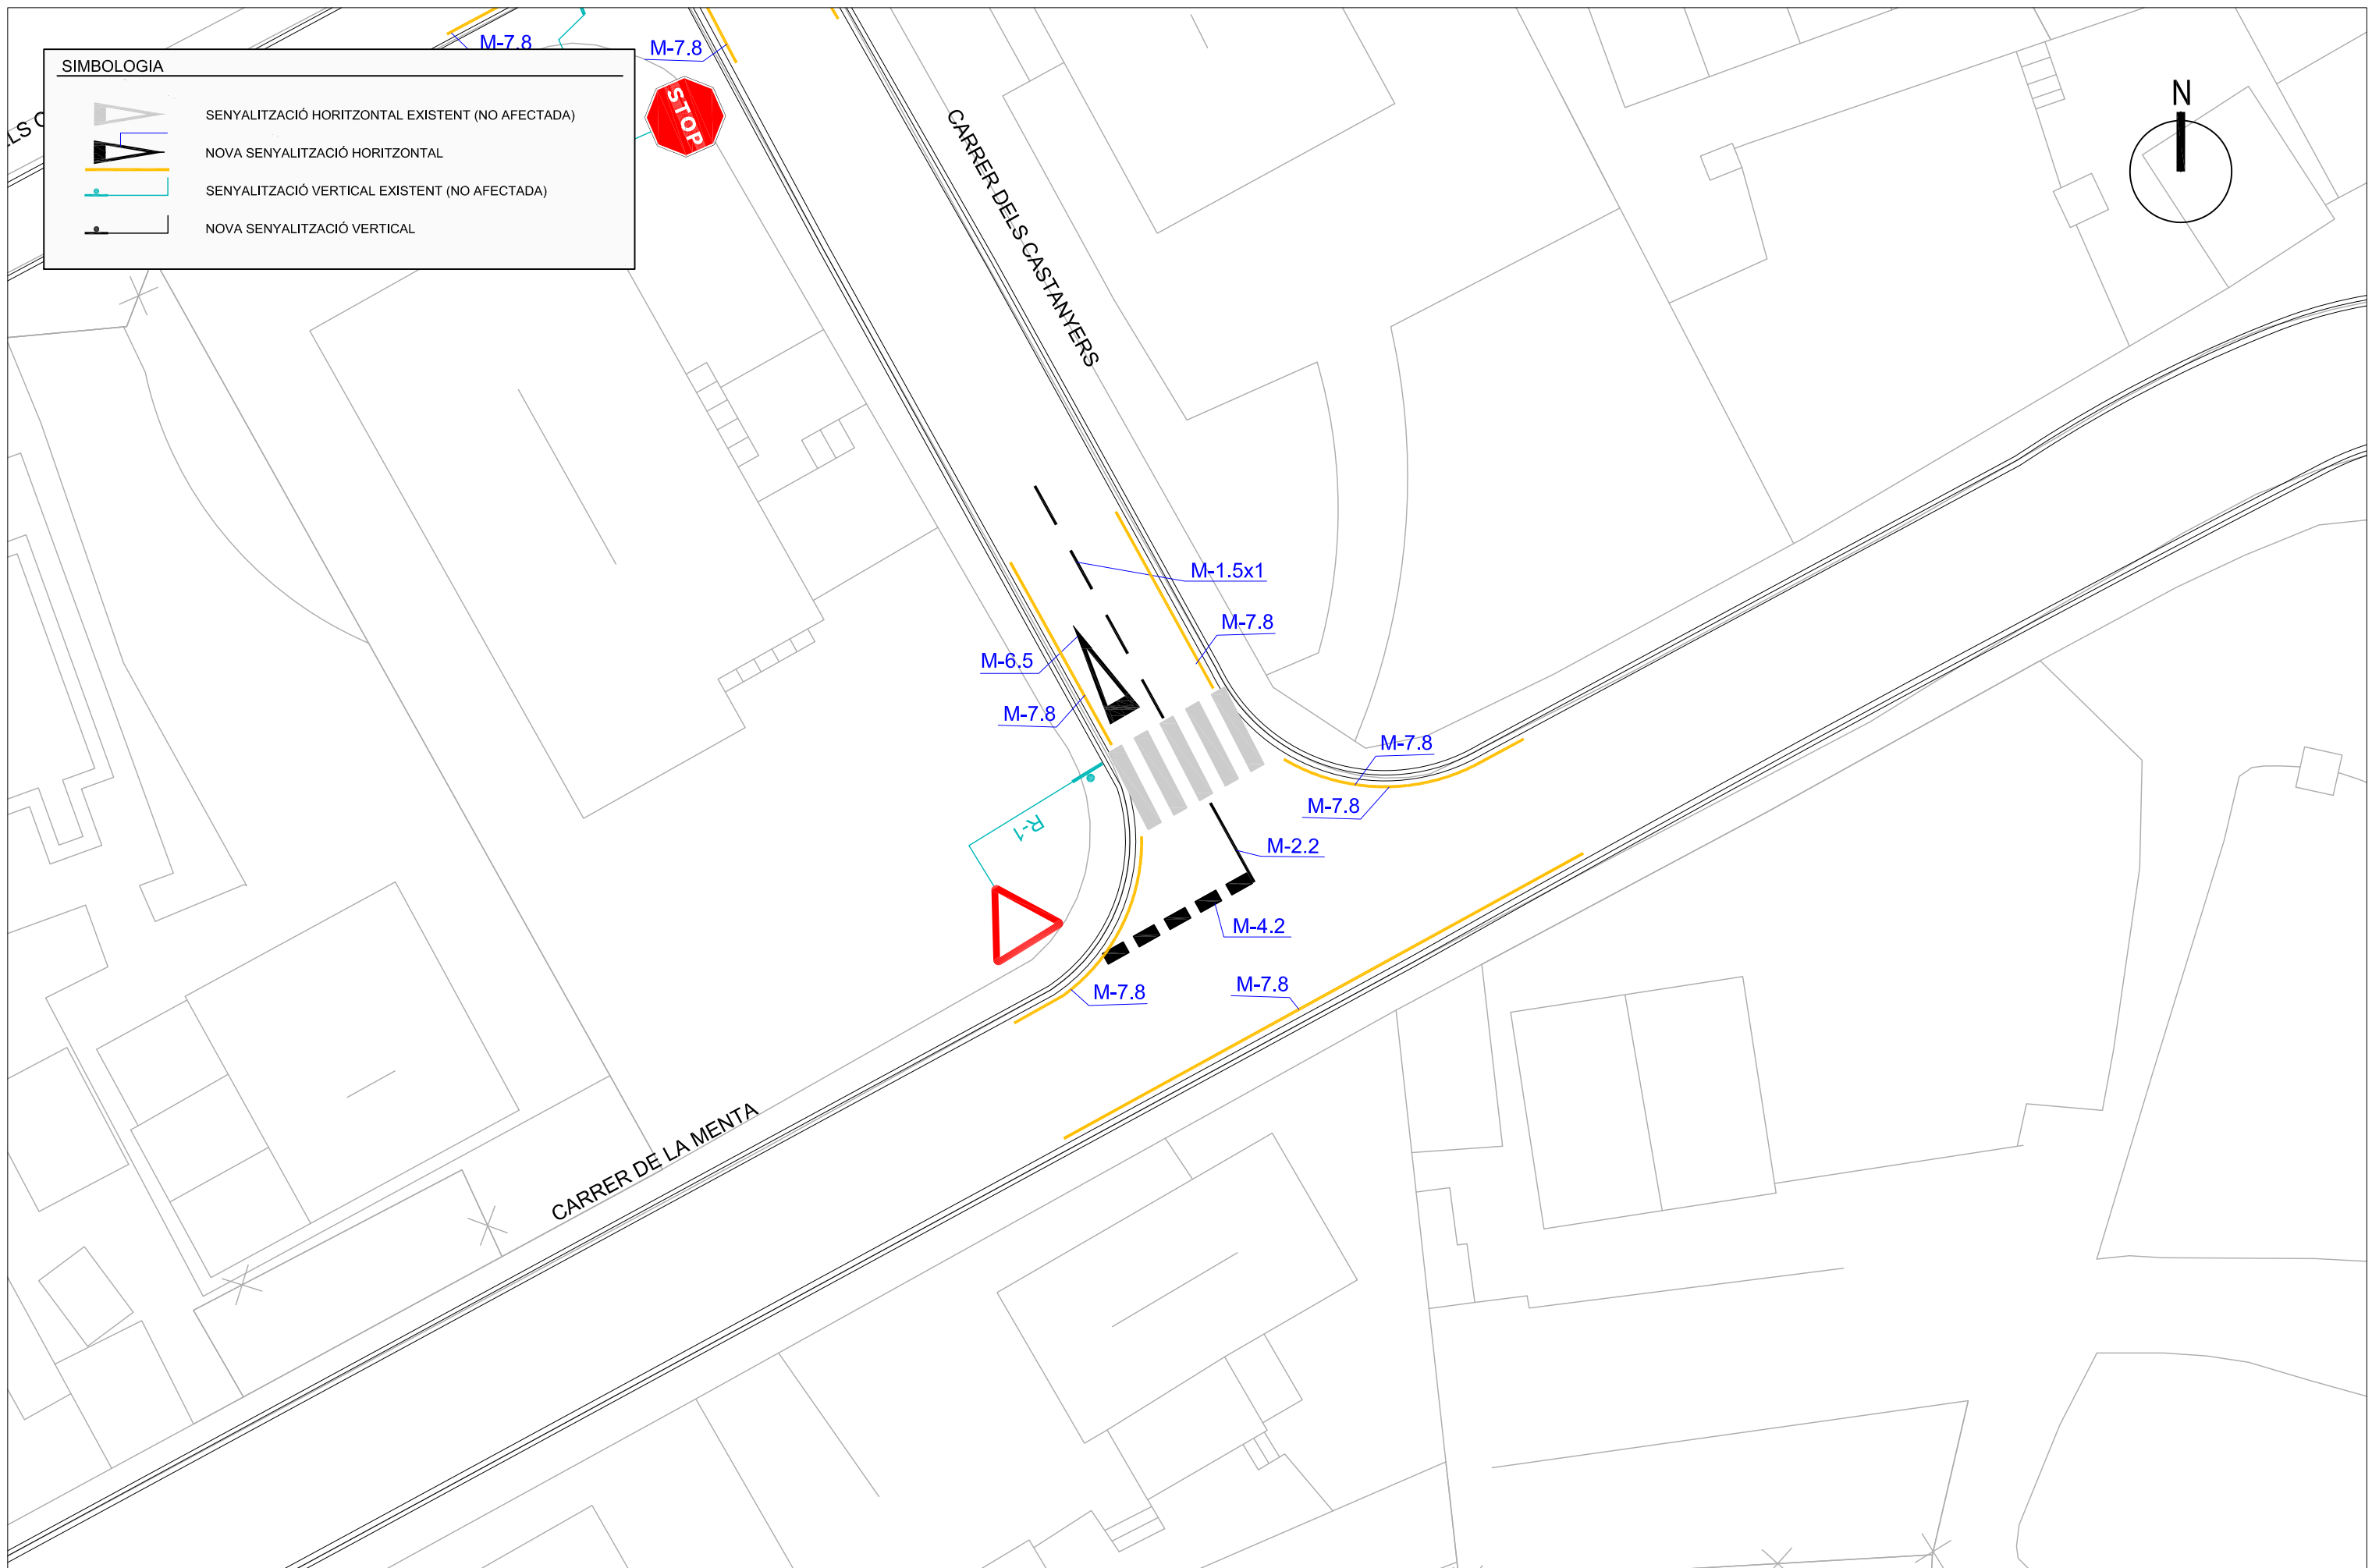 M-7.8
M-7.8
SIMBOLOGIA
SENYALITZACIÓ HORITZONTAL EXISTENT (NO AFECTADA)
NOVA SENYALITZACIÓ HORITZONTAL
SENYALITZACIÓ VERTICAL EXISTENT (NO AFECTADA)
NOVA SENYALITZACIÓ VERTICAL
STOP
N
CARRER DELS CASTANYERS
M-1.5x1
M-7.8
M-6.5
M-7.8
M-7.8
M-7.8
R-1
M-2.2
M-4.2
M-7.8
M-7.8
CARRER DE LA MENTA